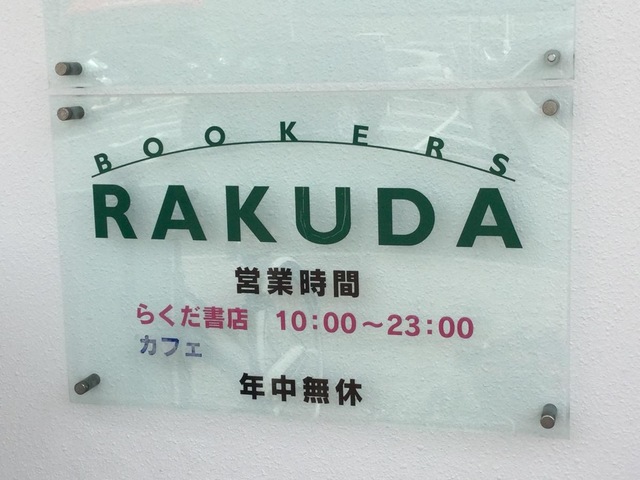 BOOKERS
RAKUDA
営業時間
らくだ書店 10:00～23:00
カフェ
年中無休